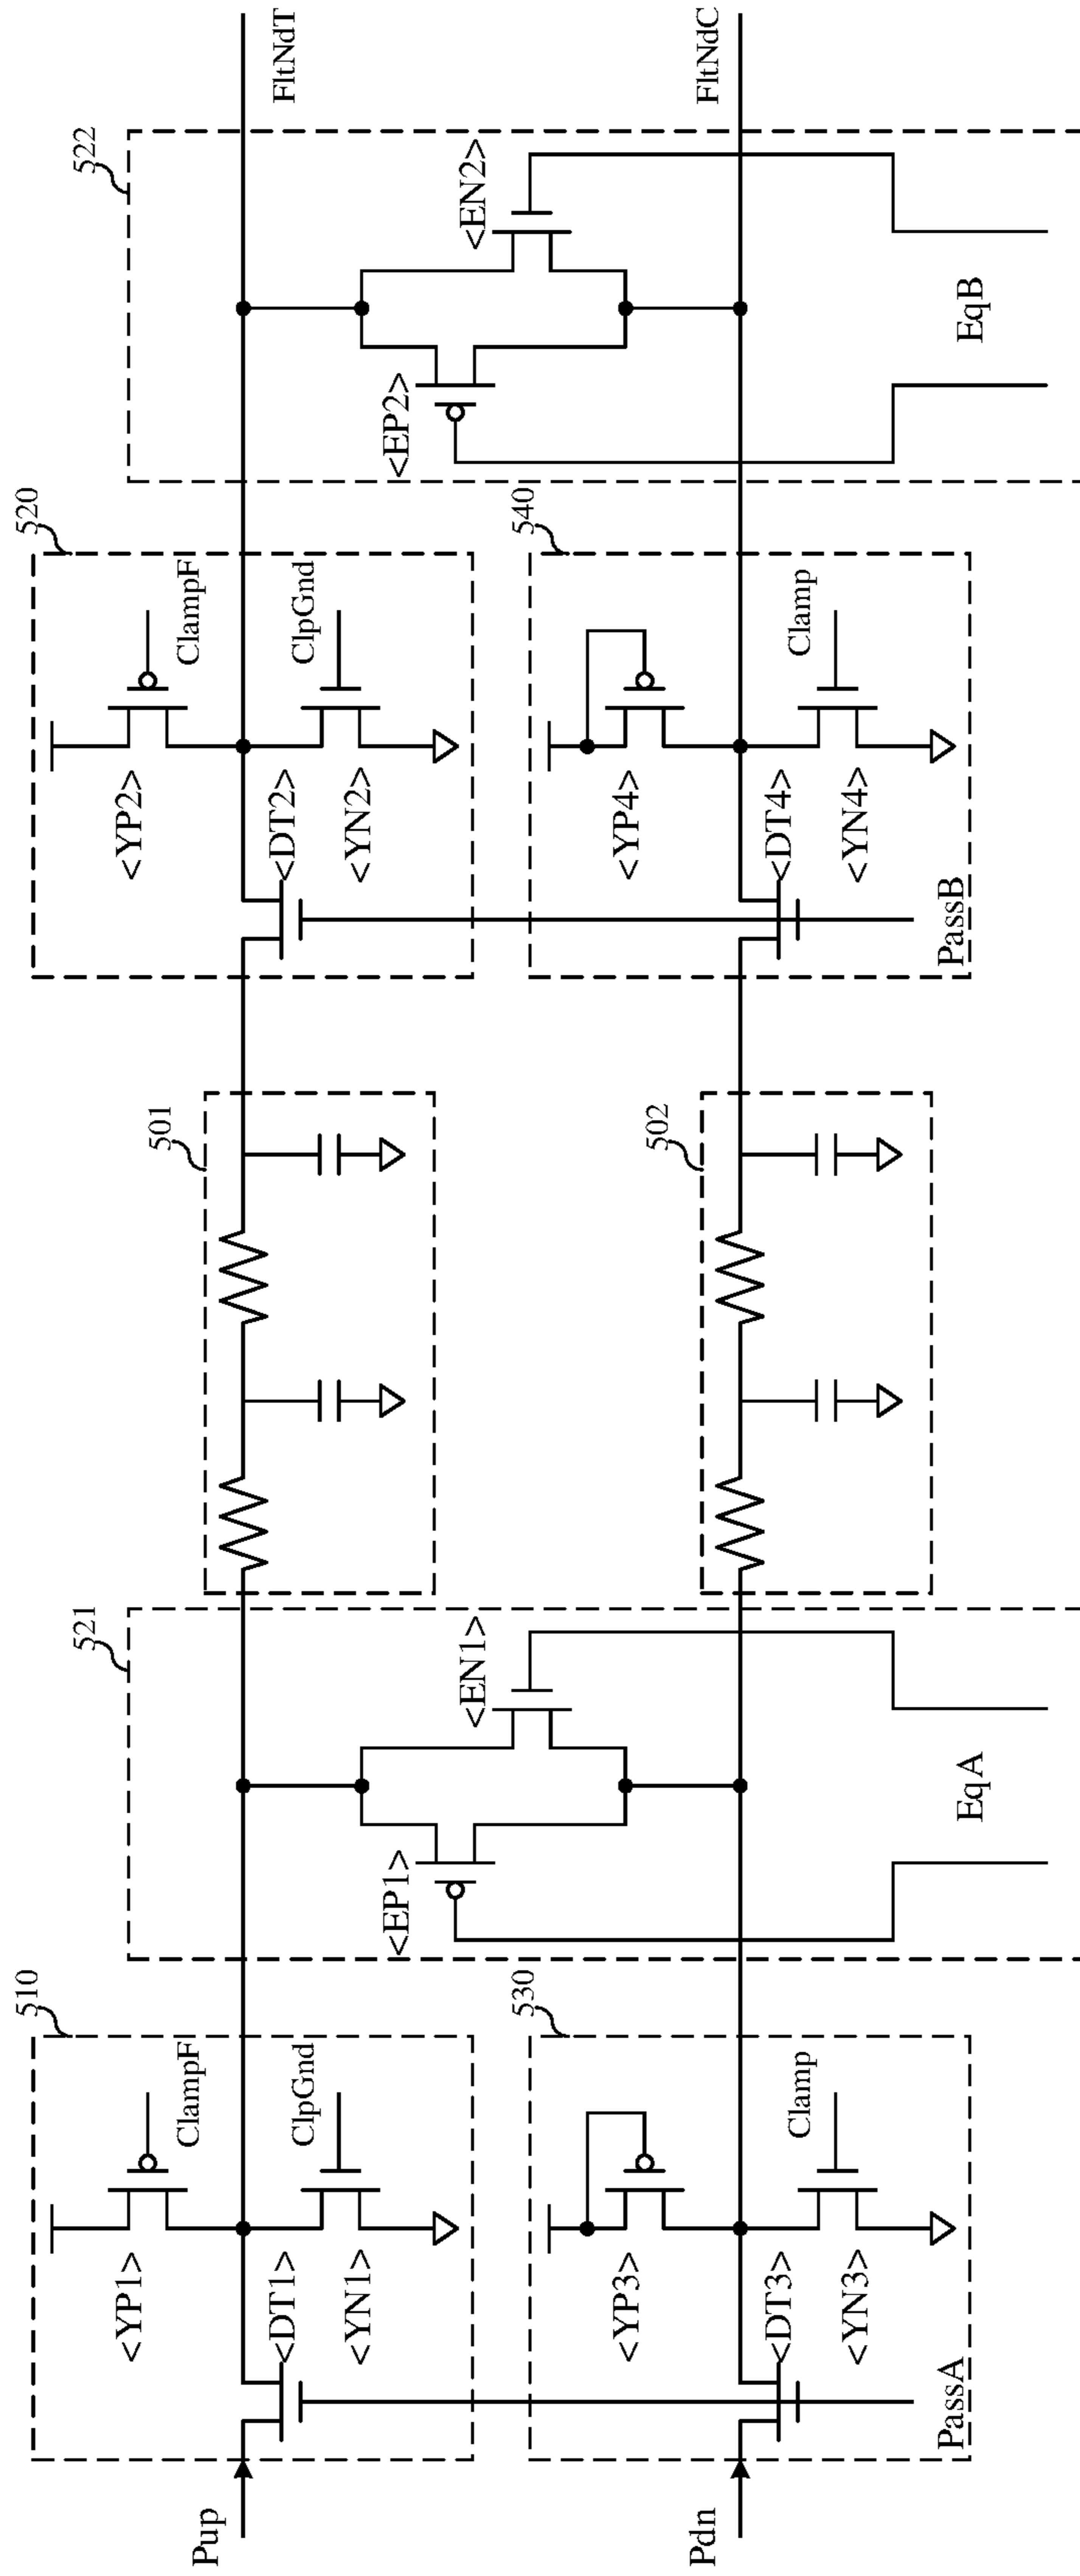 Pup
Pdn
510
<YP1>
ClampF
<DT1>
ClpGnd
<YN1>
530
<YP3>
<DT3>
Clamp
<YN3>
PassA
521
<EP1>
<EN1>
EqA
501
502
520
<YP2>
ClampF
<DT2>
ClpGnd
<YN2>
540
<YP4>
<DT4>
Clamp
<YN4>
PassB
522
<EP2>
<EN2>
EqB
FltNdT
FltNdC